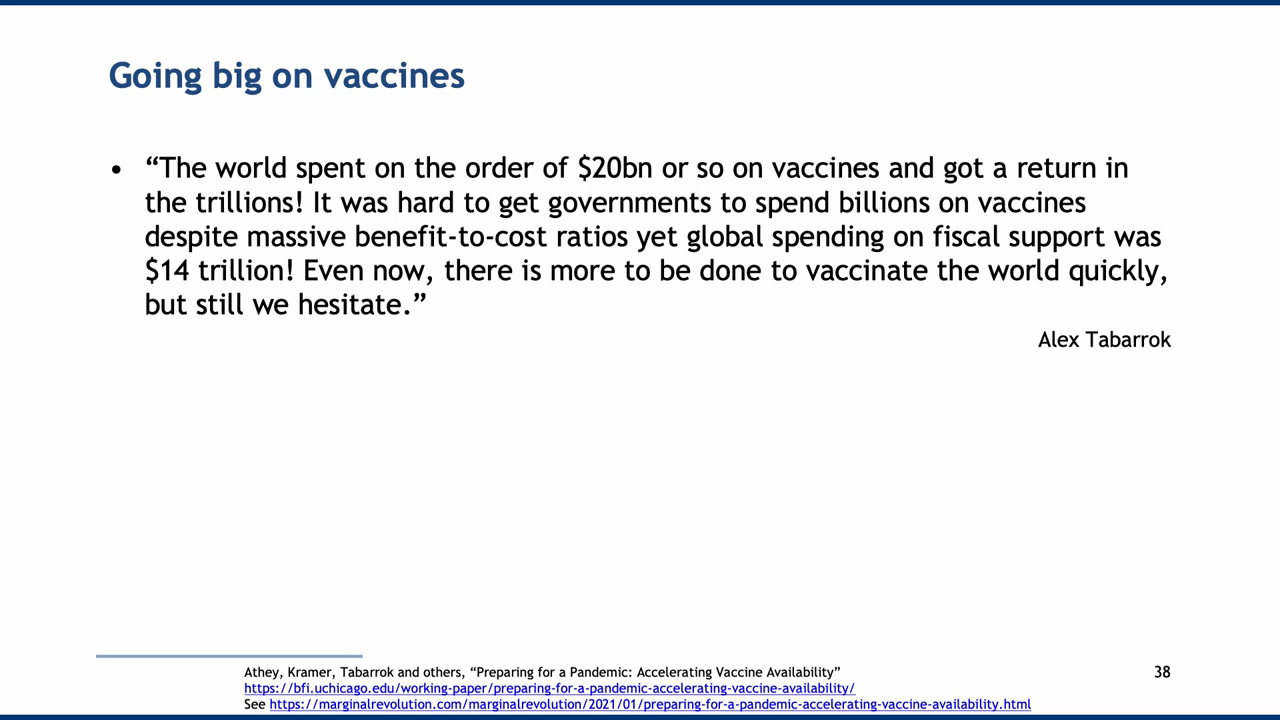 Going big on vaccines
• “The world spent on the order of $20bn or so on vaccines and got a return in
the trillions! It was hard to get governments to spend billions on vaccines
despite massive benefit-to-cost ratios yet global spending on fiscal support was
$14 trillion! Even now, there is more to be done to vaccinate the world quickly,
but still we hesitate.”
Alex Tabarrok
Athey, Kramer, Tabarrok and others, “Preparing for a Pandemic: Accelerating Vaccine Availability”
https://bfi.uchicago.edu/working-paper/preparing-for-a-pandemic-accelerating-vaccine-availability/
See https://marginalrevolution.com/marginalrevolution/2021/01/preparing-for-a-pandemic-accelerating-vaccine-availability.html
38